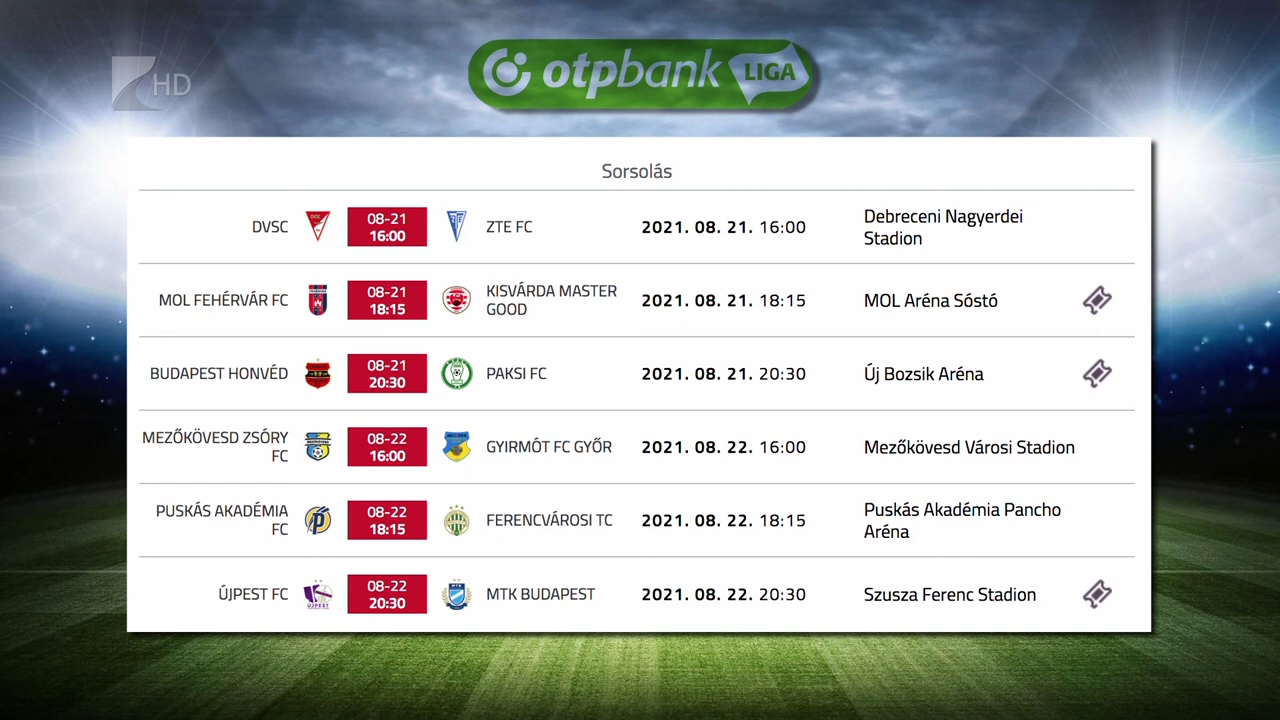 HD
otpbank LIGA
Sorsolás
DVSC 08-21 16:00 ZTE FC 2021. 08. 21. 16:00 Debreceni Nagyerdei Stadion
MOL FEHÉRVÁR FC 08-21 18:15 KISVÁRDA MASTER GOOD 2021. 08. 21. 18:15 MOL Aréna Sóstó
BUDAPEST HONVÉD 08-21 20:30 PAKSI FC 2021. 08. 21. 20:30 Új Bozsik Aréna
MEZŐKÖVESD ZSÓRY FC 08-22 16:00 GYIRMÓT FC GYŐR 2021. 08. 22. 16:00 Mezőkövesd Városi Stadion
PUSKÁS AKADÉMIA FC 08-22 18:15 FERENCVÁROSI TC 2021. 08. 22. 18:15 Puskás Akadémia Pancho Aréna
ÚJPEST FC 08-22 20:30 MTK BUDAPEST 2021. 08. 22. 20:30 Szusza Ferenc Stadion